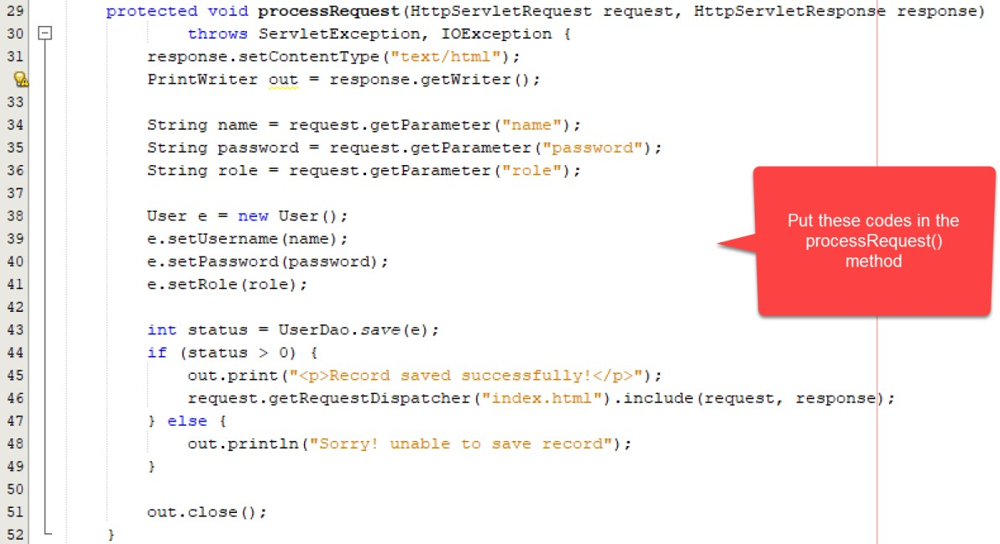 29 protected void processRequest(HttpServletRequest request, HttpServletResponse response)
30 throws ServletException, IOException {
31 response.setContentType("text/html");
PrintWriter out = response.getWriter();
33
34 String name = request.getParameter("name");
35 String password = request.getParameter("password");
36 String role = request.getParameter("role");
37
38 User e = new User();
39 e.setUsername(name);
40 e.setPassword(password);
41 e.setRole(role);
42
43 int status = UserDao.save(e);
44 if (status > 0) {
45 out.print("<p>Record saved successfully!</p>");
46 request.getRequestDispatcher("index.html").include(request, response);
47 } else {
48 out.println("Sorry! unable to save record");
49 }
50
51 out.close();
52 }
Put these codes in the
processRequest()
method